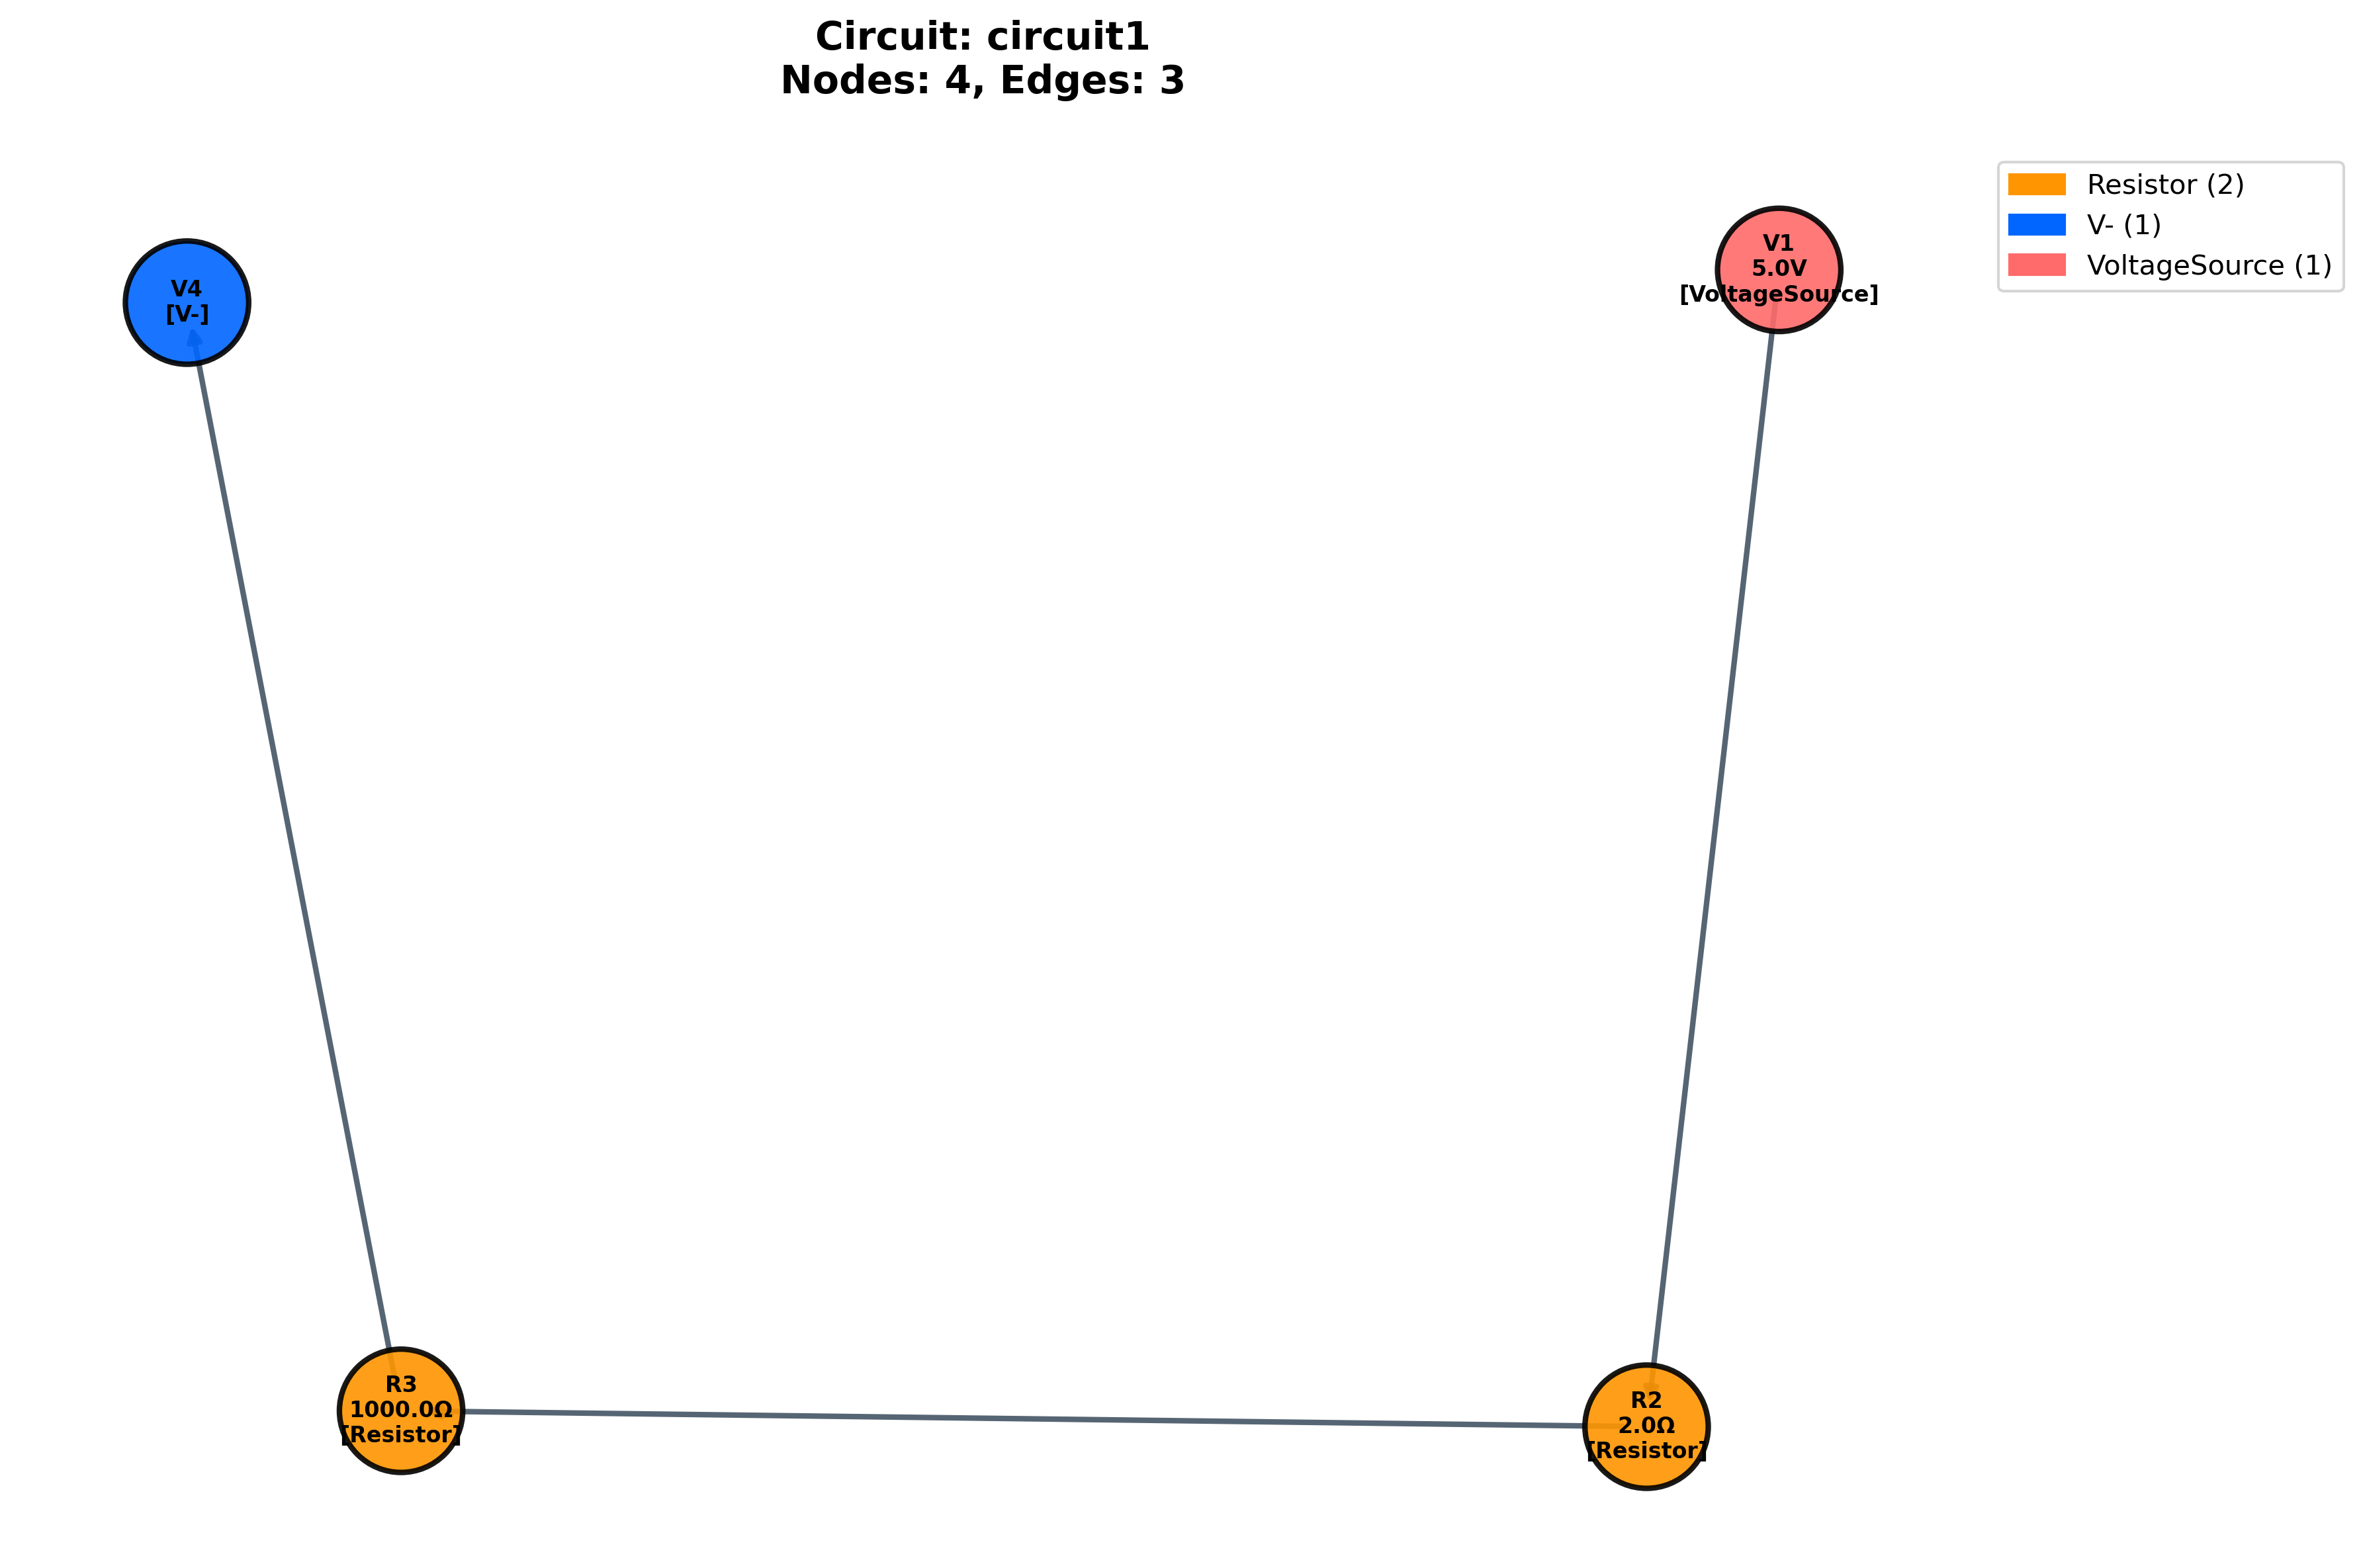 Circuit: circuit1
Nodes: 4, Edges: 3
Resistor (2)
V- (1)
VoltageSource (1)
V4
[V-]
V1
5.0V
[VoltageSource]
R3
1000.0Ω
[Resistor]
R2
2.0Ω
[Resistor]